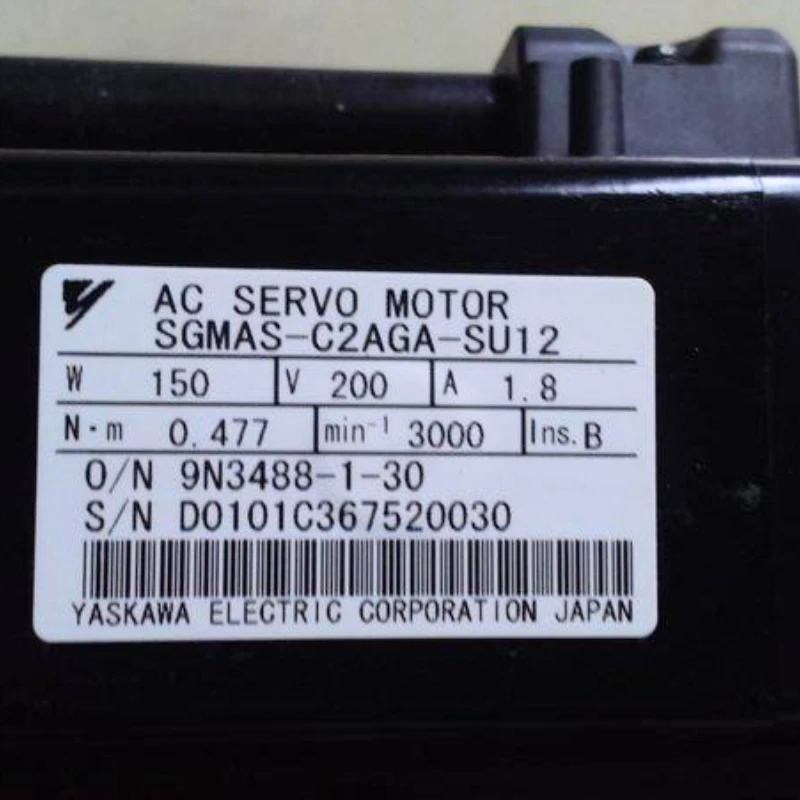 AC SERVO MOTOR
SGMAS-C2AGA-SU12
W 150 V 200 A 1.8
N·m 0.477 min⁻¹ 3000 Ins. B
O/N 9N3488-1-30
S/N D0101C367520030
YASKAWA ELECTRIC CORPORATION JAPAN